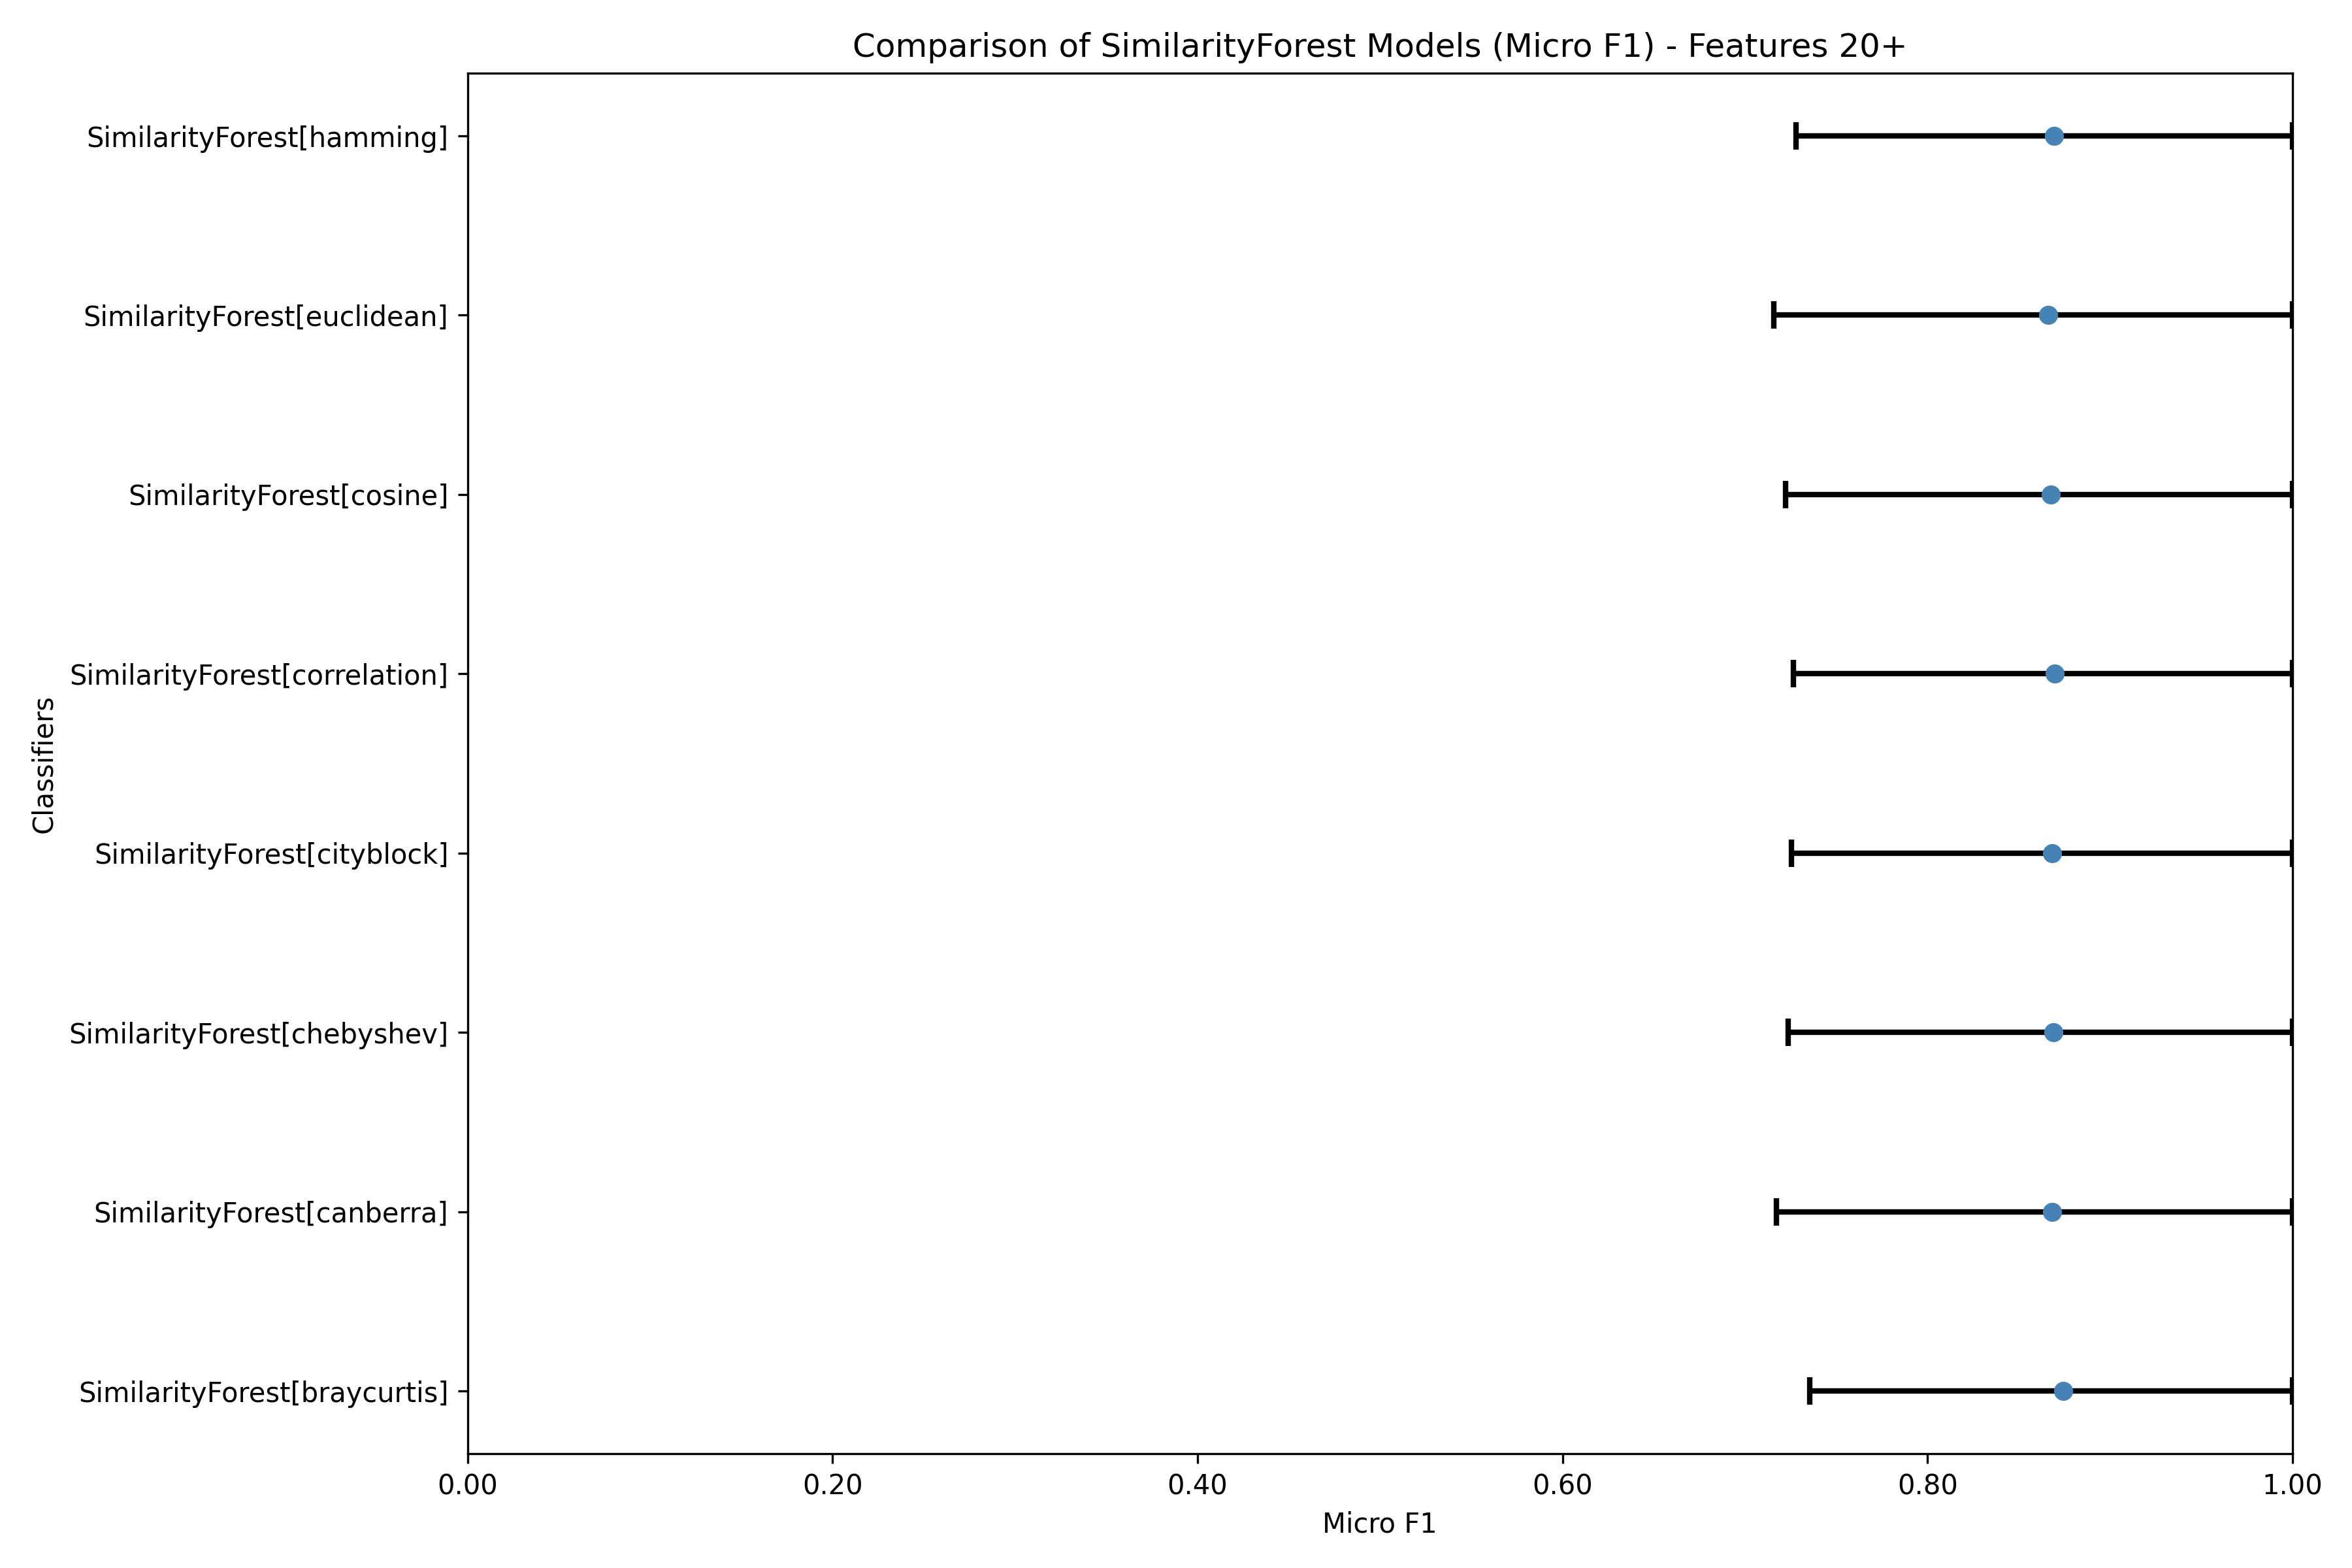 Comparison of SimilarityForest Models (Micro F1) - Features 20+
SimilarityForest[hamming]
SimilarityForest[euclidean]
SimilarityForest[cosine]
SimilarityForest[correlation]
SimilarityForest[cityblock]
SimilarityForest[chebyshev]
SimilarityForest[canberra]
SimilarityForest[braycurtis]
Classifiers
0.00 0.20 0.40 0.60 0.80 1.00
Micro F1